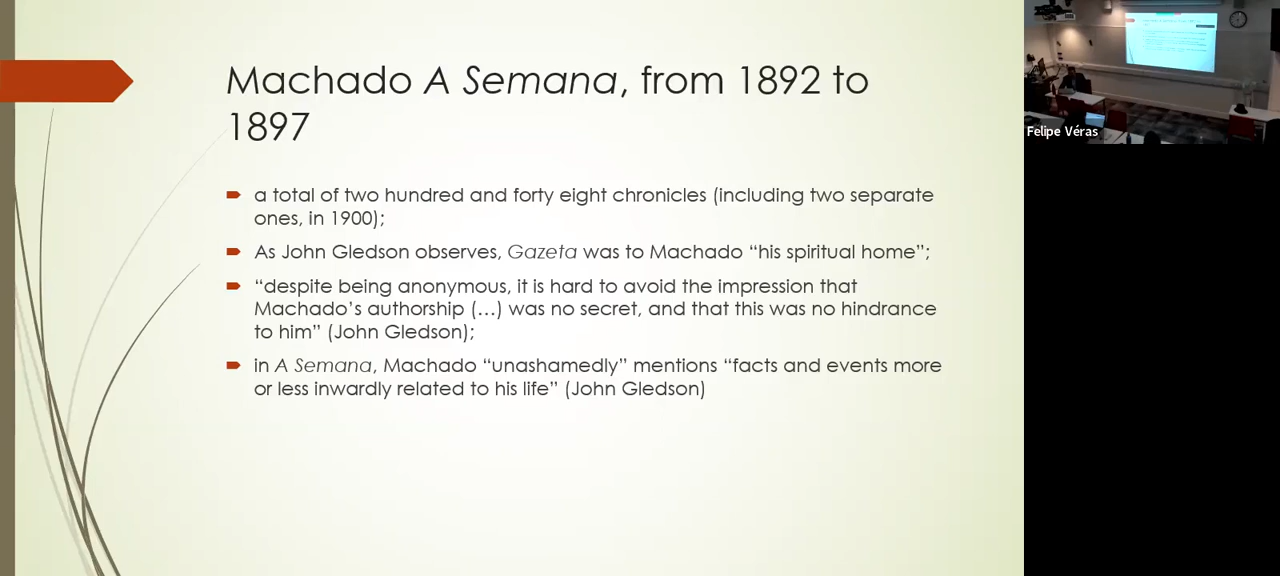 Machado A Semana, from 1892 to
1897
a total of two hundred and forty eight chronicles (including two separate
ones, in 1900);
As John Gledson observes, Gazeta was to Machado “his spiritual home”;
“despite being anonymous, it is hard to avoid the impression that
Machado’s authorship (…) was no secret, and that this was no hindrance
to him” (John Gledson);
in A Semana, Machado “unashamedly” mentions “facts and events more
or less inwardly related to his life” (John Gledson)
Felipe Véras